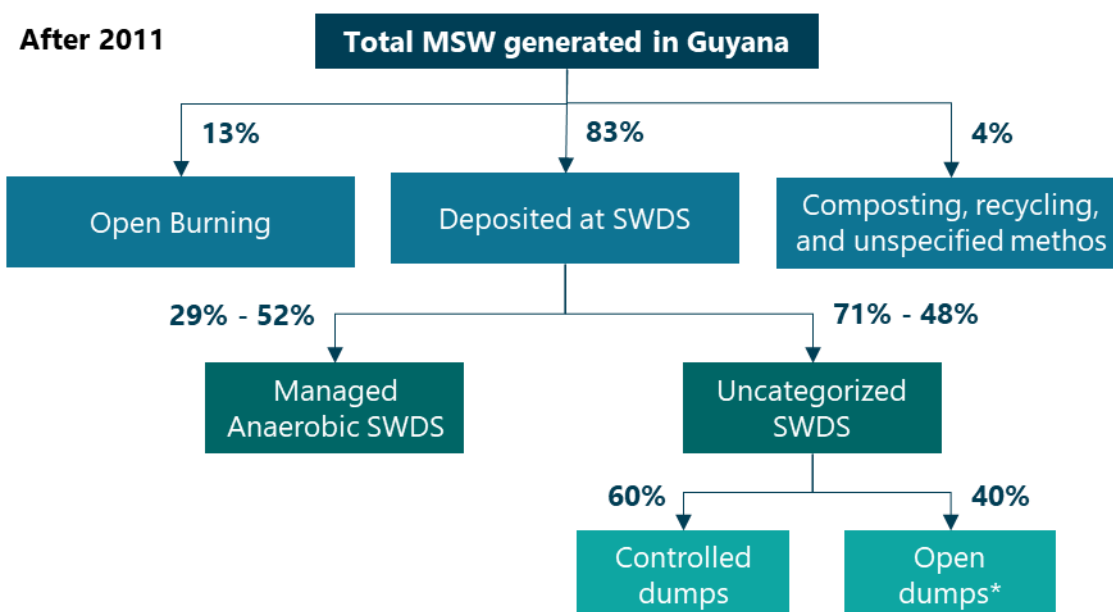 After 2011
Total MSW generated in Guyana
13%
83%
4%
Open Burning
Deposited at SWDS
Composting, recycling,
and unspecified methos
29% - 52%
71% - 48%
Managed
Anaerobic SWDS
Uncategorized
SWDS
60%
40%
Controlled
dumps
Open
dumps*